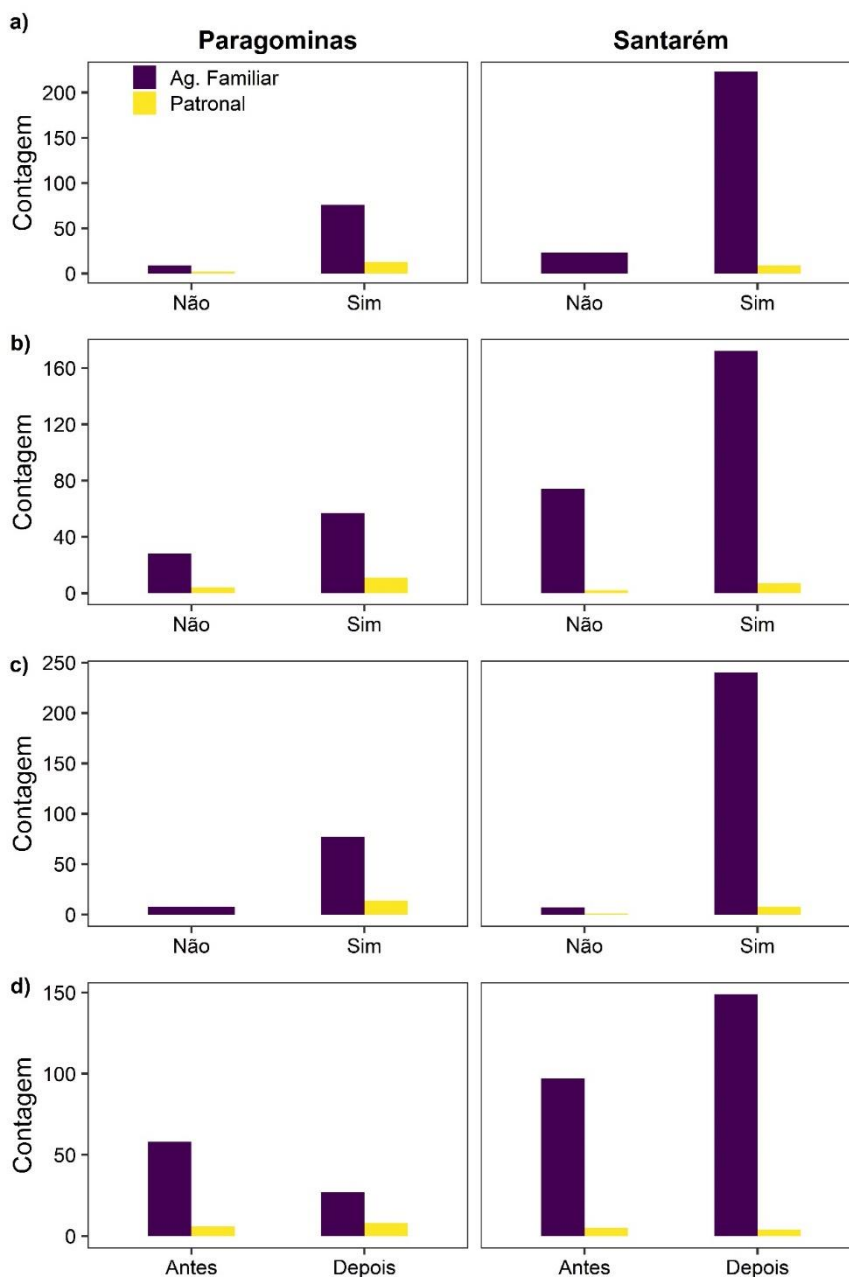 a)
Paragominas
Santarém
Ag. Familiar
Patronal
Contagem
200
150
100
50
0
Não
Sim
Não
Sim
b)
Contagem
160
120
80
40
0
Não
Sim
Não
Sim
c)
Contagem
250
200
150
100
50
0
Não
Sim
Não
Sim
d)
Contagem
150
100
50
0
Antes
Depois
Antes
Depois